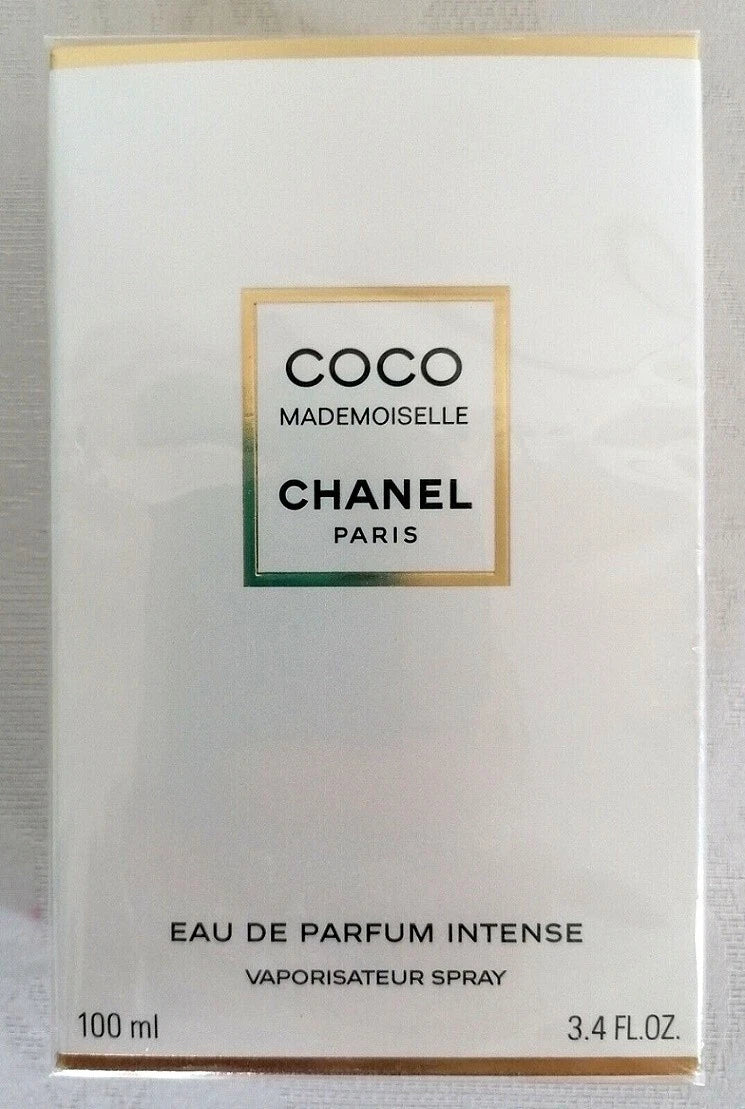 COCO
MADEMOISELLE
CHANEL
PARIS
EAU DE PARFUM INTENSE
VAPORISATEUR SPRAY
100 ml 3.4 FL.OZ.